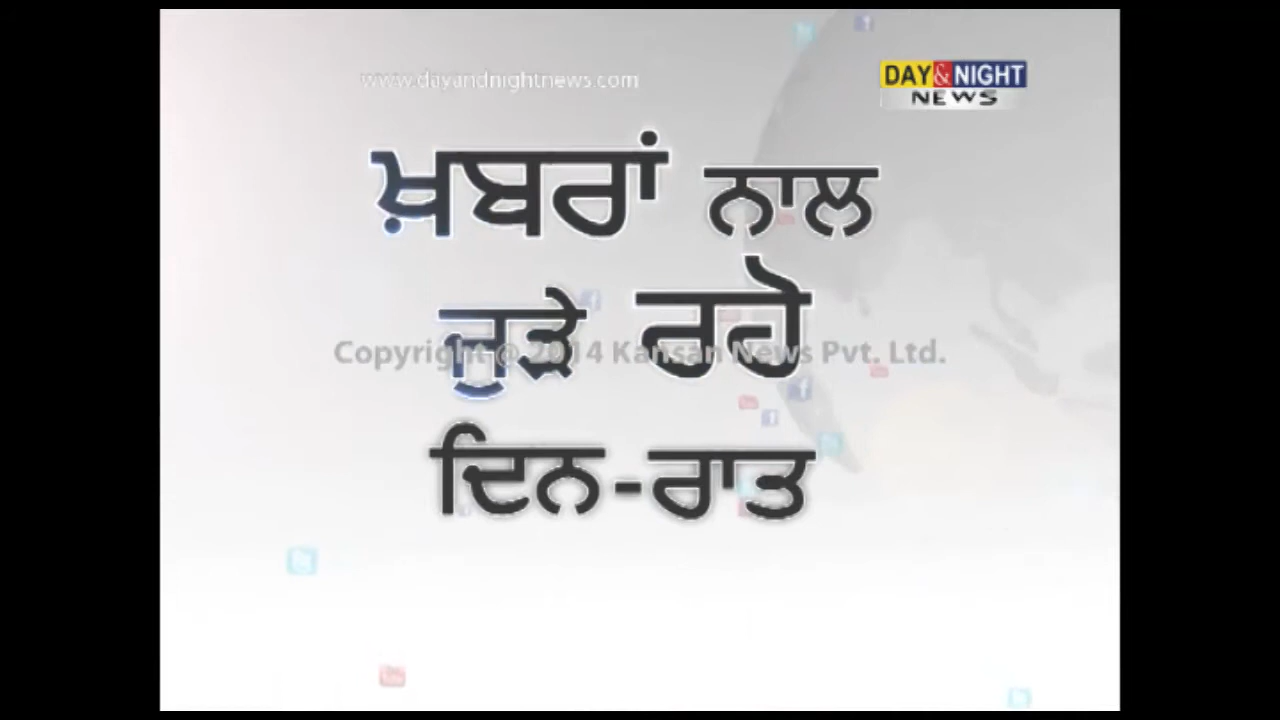 www.dayandnightnews.com
DAY & NIGHT
NEWS
ਖ਼ਬਰਾਂ ਨਾਲ
ਜੁੜੇ ਰਹੋ
Copyright @ 2014 Kansan News Pvt. Ltd.
ਦਿਨ-ਰਾਤ